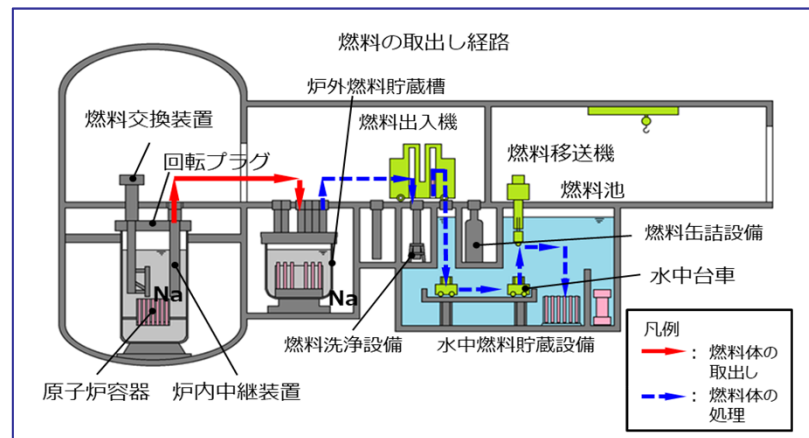 燃料の取出し経路
炉外燃料貯蔵槽
燃料交換装置
燃料出入機
回転プラグ
燃料移送機
燃料池
燃料缶詰設備
Na
Na
水中台車
燃料洗浄設備
水中燃料貯蔵設備
原子炉容器
炉内中継装置
凡例
： 燃料体の
取出し
： 燃料体の
処理